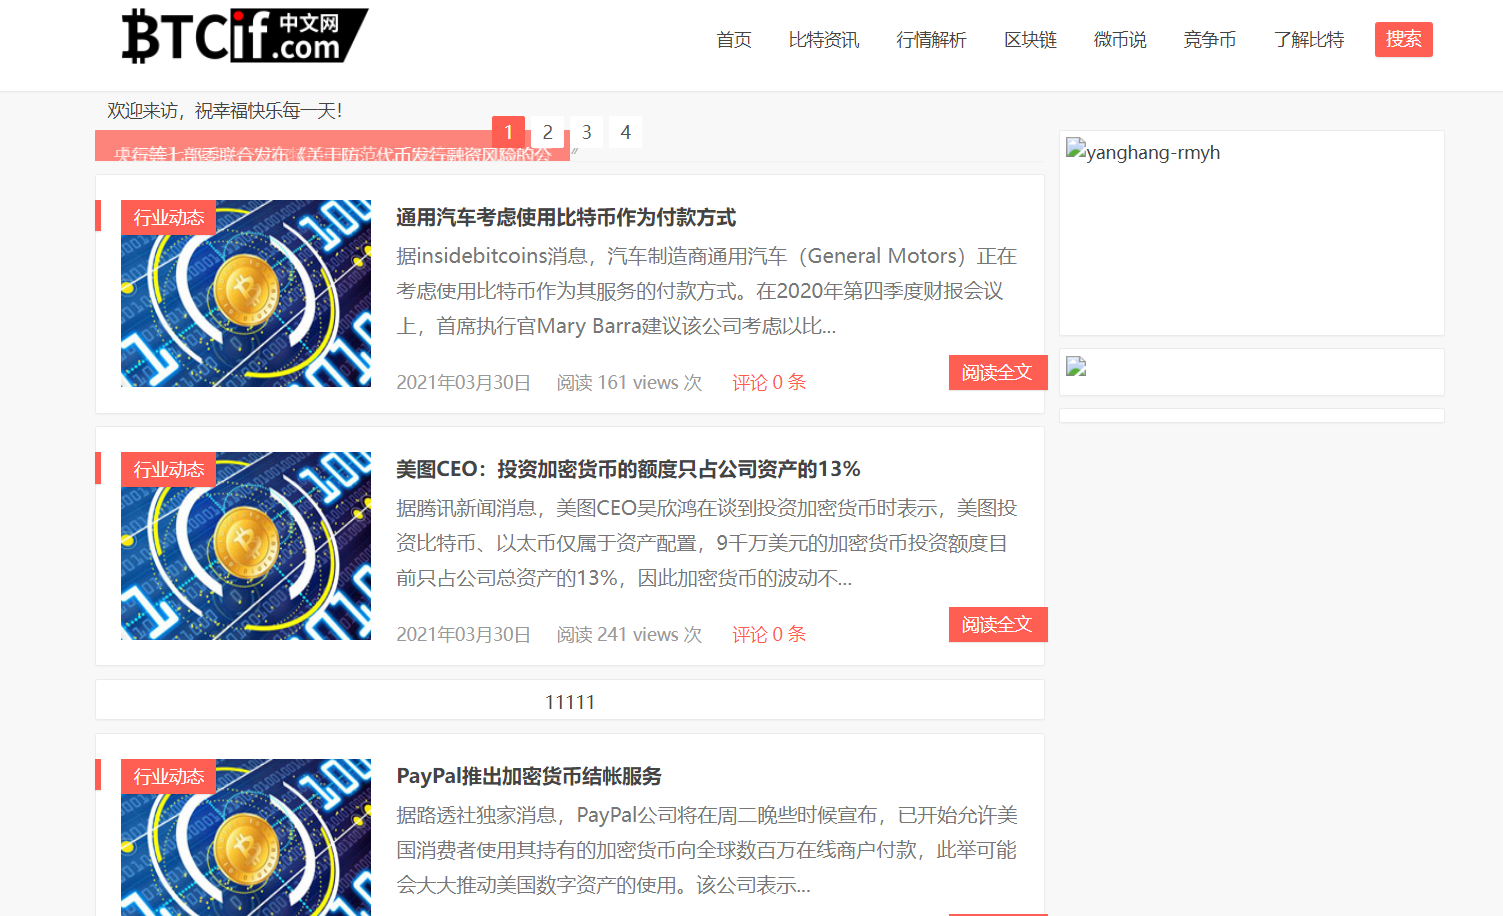 BTCif中文网.com
首页 比特资讯 行情解析 区块链 微币说 竞争币 了解比特 搜索
欢迎来访，祝幸福快乐每一天！
1 2 3 4
央行等七部委联合发布《关于防范代币发行融资风险的公
yanghang-rmyh
行业动态
通用汽车考虑使用比特币作为付款方式
据insidebitcoins消息，汽车制造商通用汽车（General Motors）正在
考虑使用比特币作为其服务的付款方式。在2020年第四季度财报会议
上，首席执行官Mary Barra建议该公司考虑以比...
2021年03月30日 阅读 161 views 次 评论 0 条
阅读全文
行业动态
美图CEO：投资加密货币的额度只占公司资产的13%
据腾讯新闻消息，美图CEO吴欣鸿在谈到投资加密货币时表示，美图投
资比特币、以太币仅属于资产配置，9千万美元的加密货币投资额度目
前只占公司总资产的13%，因此加密货币的波动不...
2021年03月30日 阅读 241 views 次 评论 0 条
阅读全文
11111
行业动态
PayPal推出加密货币结帐服务
据路透社独家消息，PayPal公司将在周二晚些时候宣布，已开始允许美
国消费者使用其持有的加密货币向全球数百万在线商户付款，此举可能
会大大推动美国数字资产的使用。该公司表示...